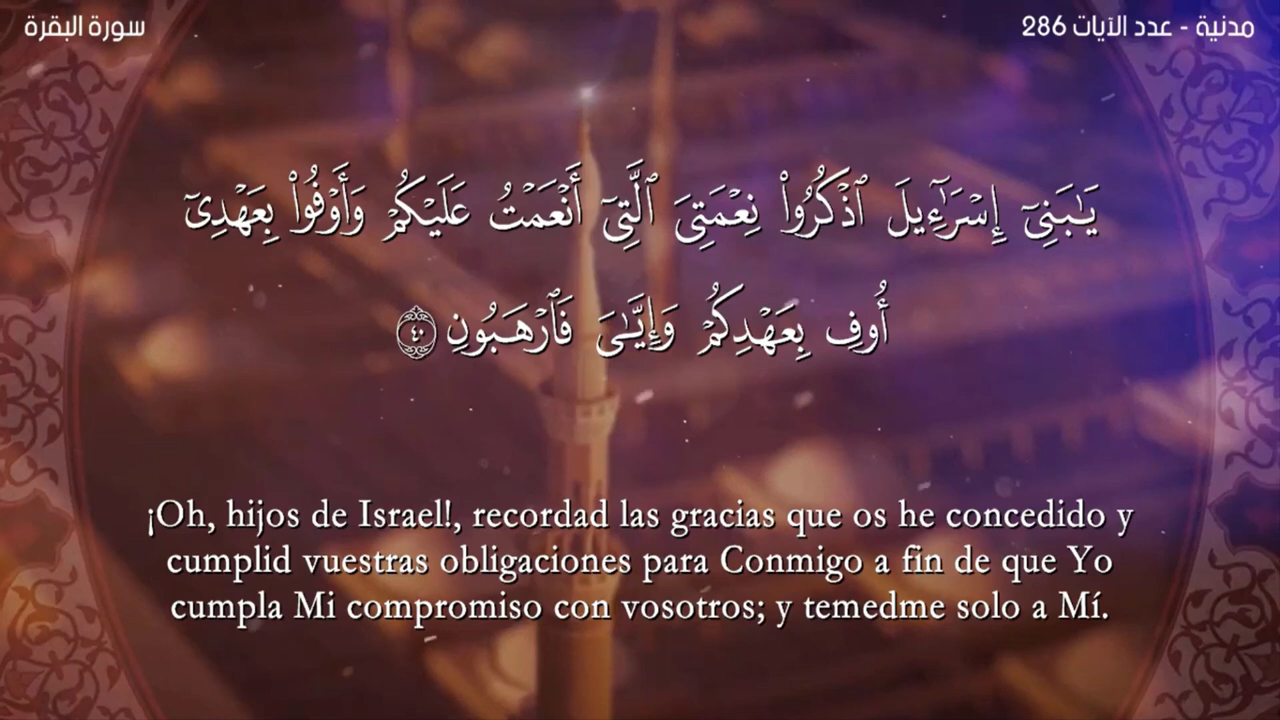 سورة البقرة
مدنية - عدد الآيات 286
يَـٰبَنِىٓ إِسْرَٰٓءِيلَ ٱذْكُرُوا۟ نِعْمَتِىَ ٱلَّتِىٓ أَنْعَمْتُ عَلَيْكُمْ وَأَوْفُوا۟ بِعَهْدِىٓ
أُوفِ بِعَهْدِكُمْ وَإِيَّـٰىَ فَٱرْهَبُونِ ٤٠
¡Oh, hijos de Israel!, recordad las gracias que os he concedido y
cumplid vuestras obligaciones para Conmigo a fin de que Yo
cumpla Mi compromiso con vosotros; y temedme solo a Mí.